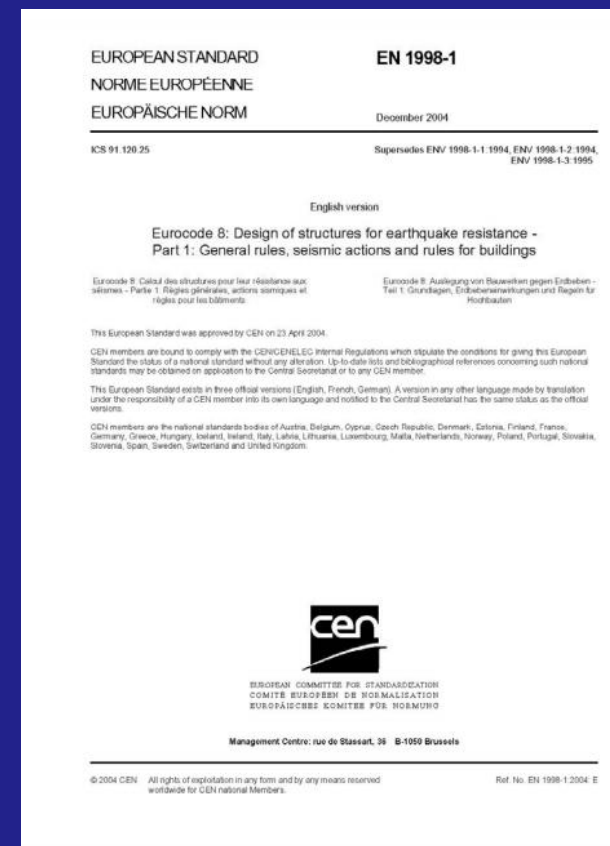 EUROPEAN STANDARD
NORME EUROPÉENNE
EUROPÄISCHE NORM
EN 1998-1
December 2004
ICS 91.120.25
Supersedes ENV 1998-1-1:1994, ENV 1998-1-2:1994,
ENV 1998-1-3:1995
English version
Eurocode 8: Design of structures for earthquake resistance -
Part 1: General rules, seismic actions and rules for buildings
Eurocode 8: Calcul des structures pour leur résistance aux
séismes - Partie 1: Règles générales, actions sismiques et
règles pour les bâtiments
Eurocode 8: Auslegung von Bauwerken gegen Erdbeben -
Teil 1: Grundlagen, Erdbebeneinwirkungen und Regeln für
Hochbauten
This European Standard was approved by CEN on 23 April 2004.
CEN members are bound to comply with the CEN/CENELEC Internal Regulations which stipulate the conditions for giving this European
Standard the status of a national standard without any alteration. Up-to-date lists and bibliographical references concerning such national
standards may be obtained on application to the Central Secretariat or to any CEN member.
This European Standard exists in three official versions (English, French, German). A version in any other language made by translation
under the responsibility of a CEN member into its own language and notified to the Central Secretariat has the same status as the official
versions.
CEN members are the national standards bodies of Austria, Belgium, Cyprus, Czech Republic, Denmark, Estonia, Finland, France,
Germany, Greece, Hungary, Iceland, Ireland, Italy, Latvia, Lithuania, Luxembourg, Malta, Netherlands, Norway, Poland, Portugal, Slovakia,
Slovenia, Spain, Sweden, Switzerland and United Kingdom.
cen
EUROPEAN COMMITTEE FOR STANDARDIZATION
COMITÉ EUROPÉEN DE NORMALISATION
EUROPÄISCHES KOMITEE FÜR NORMUNG
Management Centre: rue de Stassart, 36 B-1050 Brussels
© 2004 CEN All rights of exploitation in any form and by any means reserved
worldwide for CEN national Members.
Ref. No. EN 1998-1:2004: E